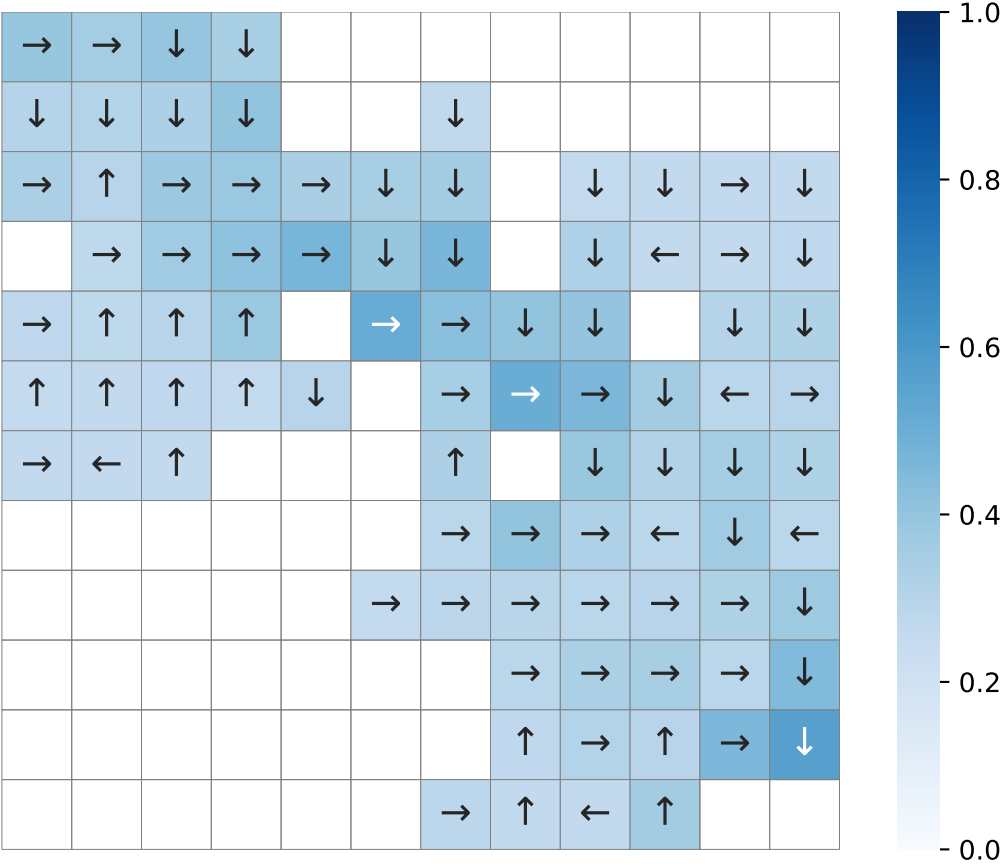 → → ↓ ↓
↓ ↓ ↓ ↓ ↓
→ ↑ → → → ↓ ↓ ↓ ↓ → ↓
→ → → → ↓ ↓ ↓ ← → ↓
→ ↑ ↑ ↑ → → ↓ ↓ ↓ ↓
↑ ↑ ↑ ↑ ↓ → → → ↓ ← →
→ ← ↑ ↑ ↓ ↓ ↓ ↓
→ → → ← ↓ ←
→ → → → → → ↓
→ → → → ↓
↑ → ↑ → ↓
→ ↑ ← ↑
1.0
0.8
0.6
0.4
0.2
0.0